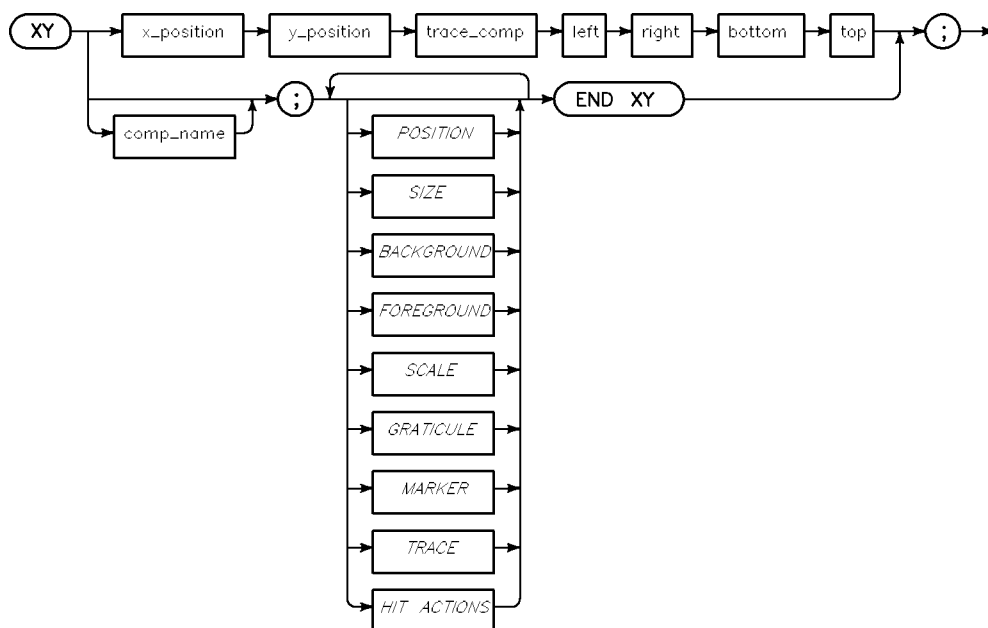 XY x_position y_position trace_comp left right bottom top ;
; END XY
comp_name
POSITION
SIZE
BACKGROUND
FOREGROUND
SCALE
GRATICULE
MARKER
TRACE
HIT ACTIONS